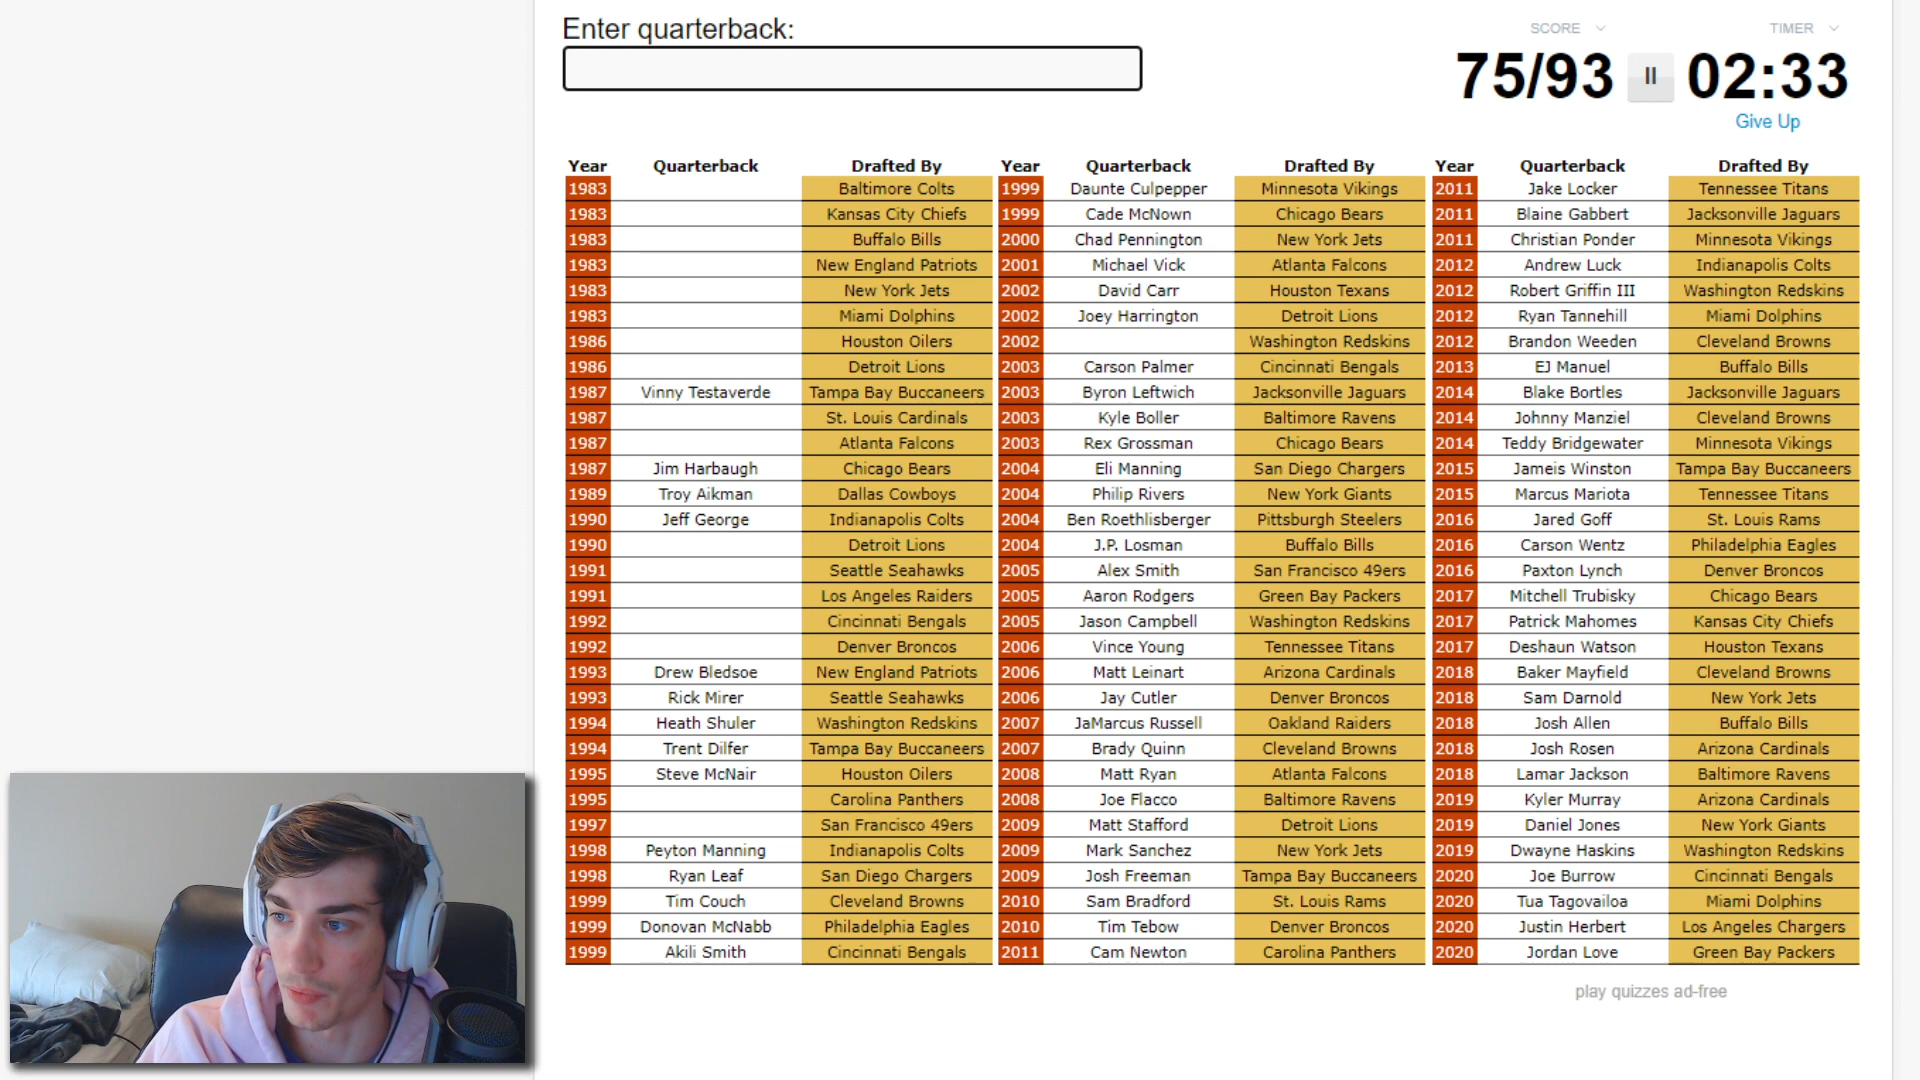 Enter quarterback:
SCORE
TIMER
75/93
02:33
Give Up
Year Quarterback Drafted By Year Quarterback Drafted By Year Quarterback Drafted By
1983 Baltimore Colts 1999 Daunte Culpepper Minnesota Vikings 2011 Jake Locker Tennessee Titans
1983 Kansas City Chiefs 1999 Cade McNown Chicago Bears 2011 Blaine Gabbert Jacksonville Jaguars
1983 Buffalo Bills 2000 Chad Pennington New York Jets 2011 Christian Ponder Minnesota Vikings
1983 New England Patriots 2001 Michael Vick Atlanta Falcons 2012 Andrew Luck Indianapolis Colts
1983 New York Jets 2002 David Carr Houston Texans 2012 Robert Griffin III Washington Redskins
1983 Miami Dolphins 2002 Joey Harrington Detroit Lions 2012 Ryan Tannehill Miami Dolphins
1986 Houston Oilers 2002 Washington Redskins 2012 Brandon Weeden Cleveland Browns
1986 Detroit Lions 2003 Carson Palmer Cincinnati Bengals 2013 EJ Manuel Buffalo Bills
1987 Vinny Testaverde Tampa Bay Buccaneers 2003 Byron Leftwich Jacksonville Jaguars 2014 Blake Bortles Jacksonville Jaguars
1987 St. Louis Cardinals 2003 Kyle Boller Baltimore Ravens 2014 Johnny Manziel Cleveland Browns
1987 Atlanta Falcons 2003 Rex Grossman Chicago Bears 2014 Teddy Bridgewater Minnesota Vikings
1987 Jim Harbaugh Chicago Bears 2004 Eli Manning San Diego Chargers 2015 Jameis Winston Tampa Bay Buccaneers
1989 Troy Aikman Dallas Cowboys 2004 Philip Rivers New York Giants 2015 Marcus Mariota Tennessee Titans
1990 Jeff George Indianapolis Colts 2004 Ben Roethlisberger Pittsburgh Steelers 2016 Jared Goff St. Louis Rams
1990 Detroit Lions 2004 J.P. Losman Buffalo Bills 2016 Carson Wentz Philadelphia Eagles
1991 Seattle Seahawks 2005 Alex Smith San Francisco 49ers 2016 Paxton Lynch Denver Broncos
1991 Los Angeles Raiders 2005 Aaron Rodgers Green Bay Packers 2017 Mitchell Trubisky Chicago Bears
1992 Cincinnati Bengals 2005 Jason Campbell Washington Redskins 2017 Patrick Mahomes Kansas City Chiefs
1992 Denver Broncos 2006 Vince Young Tennessee Titans 2017 Deshaun Watson Houston Texans
1993 Drew Bledsoe New England Patriots 2006 Matt Leinart Arizona Cardinals 2018 Baker Mayfield Cleveland Browns
1993 Rick Mirer Seattle Seahawks 2006 Jay Cutler Denver Broncos 2018 Sam Darnold New York Jets
1994 Heath Shuler Washington Redskins 2007 JaMarcus Russell Oakland Raiders 2018 Josh Allen Buffalo Bills
1994 Trent Dilfer Tampa Bay Buccaneers 2007 Brady Quinn Cleveland Browns 2018 Josh Rosen Arizona Cardinals
1995 Steve McNair Houston Oilers 2008 Matt Ryan Atlanta Falcons 2018 Lamar Jackson Baltimore Ravens
1995 Carolina Panthers 2008 Joe Flacco Baltimore Ravens 2019 Kyler Murray Arizona Cardinals
1997 San Francisco 49ers 2009 Matt Stafford Detroit Lions 2019 Daniel Jones New York Giants
1998 Peyton Manning Indianapolis Colts 2009 Mark Sanchez New York Jets 2019 Dwayne Haskins Washington Redskins
1998 Ryan Leaf San Diego Chargers 2009 Josh Freeman Tampa Bay Buccaneers 2020 Joe Burrow Cincinnati Bengals
1999 Tim Couch Cleveland Browns 2010 Sam Bradford St. Louis Rams 2020 Tua Tagovailoa Miami Dolphins
1999 Donovan McNabb Philadelphia Eagles 2010 Tim Tebow Denver Broncos 2020 Justin Herbert Los Angeles Chargers
1999 Akili Smith Cincinnati Bengals 2011 Cam Newton Carolina Panthers 2020 Jordan Love Green Bay Packers
play quizzes ad-free